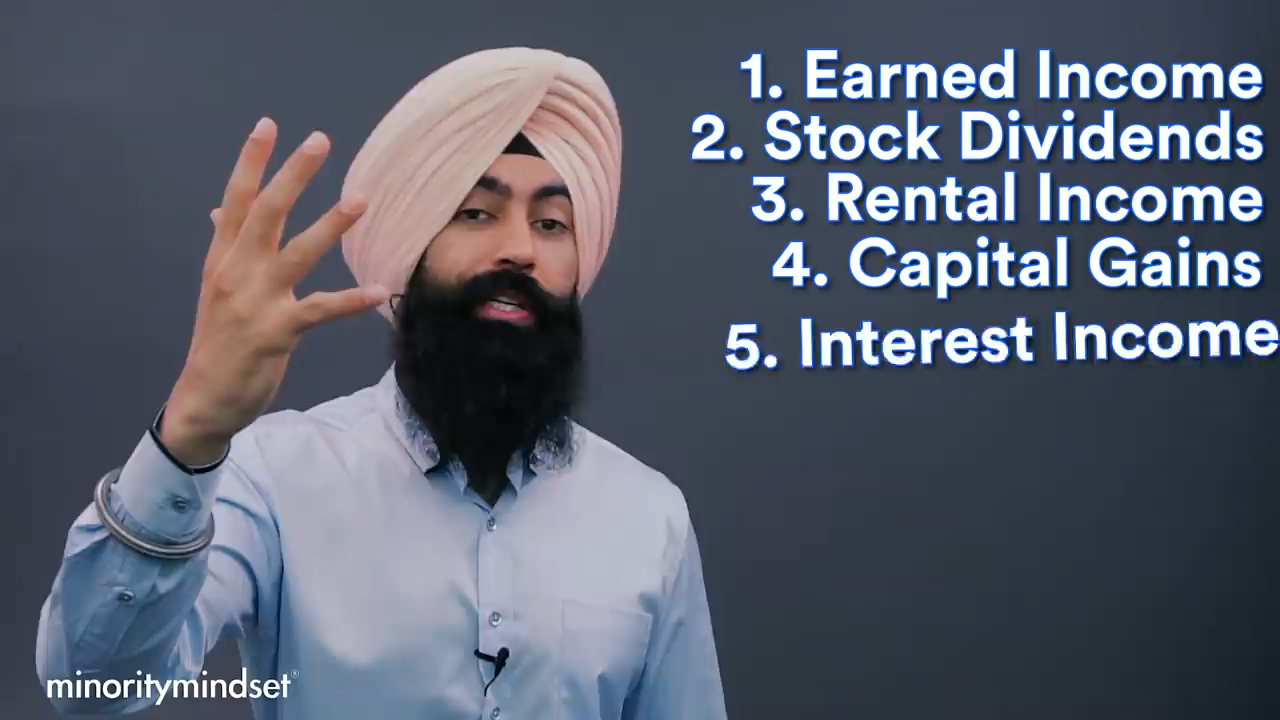 1. Earned Income
2. Stock Dividends
3. Rental Income
4. Capital Gains
5. Interest Income
minoritymindset®